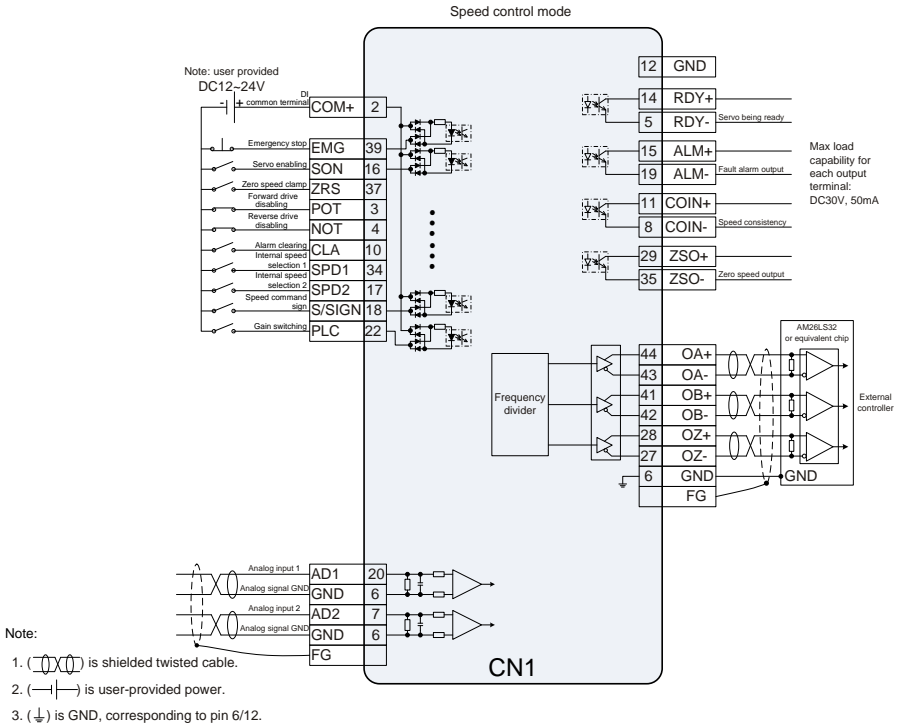 Speed control mode
Note: user provided
DC12~24V
DI
common terminal
- +
COM+ 2
Emergency stop EMG 39
Servo enabling SON 16
Zero speed clamp ZRS 37
Forward drive
disabling POT 3
Reverse drive
disabling NOT 4
Alarm clearing CLA 10
Internal speed
selection 1 SPD1 34
Internal speed
selection 2 SPD2 17
Speed command
sign S/SIGN 18
Gain switching PLC 22
12 GND
14 RDY+
5 RDY- Servo being ready
15 ALM+
19 ALM- Fault alarm output
11 COIN+
8 COIN- Speed consistency
29 ZSO+
35 ZSO- Zero speed output
Max load
capability for
each output
terminal:
DC30V, 50mA
Frequency
divider
44 OA+
43 OA-
41 OB+
42 OB-
28 OZ+
27 OZ-
6 GND
FG
AM26LS32
or equivalent chip
GND
External
controller
Analog input 1 AD1 20
Analog signal GND GND 6
Analog input 2 AD2 7
Analog signal GND GND 6
FG
CN1
Note:
1. ( ) is shielded twisted cable.
2. ( ) is user-provided power.
3. ( ) is GND, corresponding to pin 6/12.